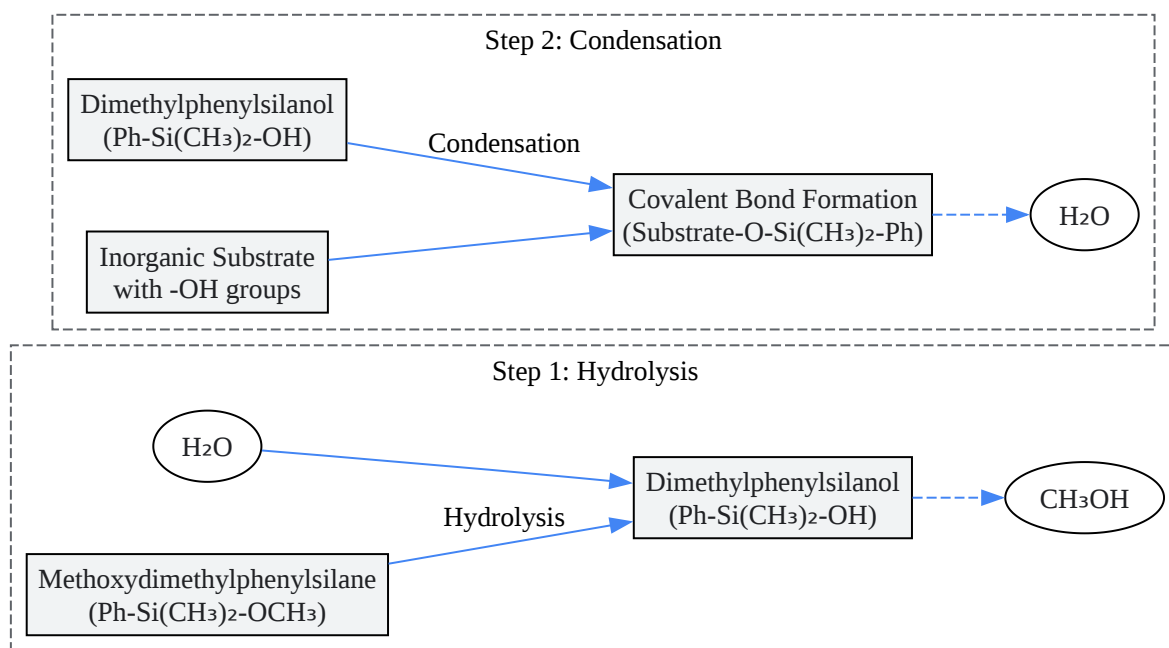 Step 2: Condensation
Dimethylphenylsilanol
(Ph-Si(CH₃)₂-OH)
Condensation
Inorganic Substrate
with -OH groups
Covalent Bond Formation
(Substrate-O-Si(CH₃)₂-Ph)
H₂O
Step 1: Hydrolysis
H₂O
Hydrolysis
Methoxydimethylphenylsilane
(Ph-Si(CH₃)₂-OCH₃)
Dimethylphenylsilanol
(Ph-Si(CH₃)₂-OH)
CH₃OH